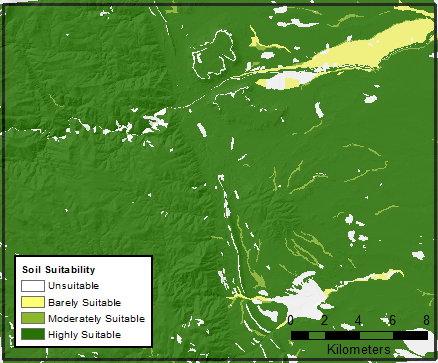 Soil Suitability
Unsuitable
Barely Suitable
Moderately Suitable
Highly Suitable
0 2 4 6 8
Kilometers